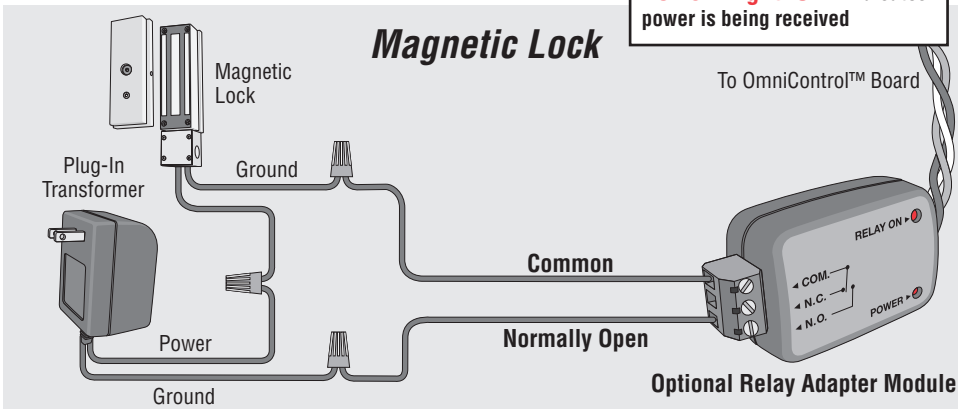 power is being received
Magnetic Lock
To OmniControl™ Board
Magnetic
Lock
Ground
Plug-In
Transformer
RELAY ON ►
Common
◄ COM.
◄ N.C.
◄ N.O.
POWER ►
Power
Normally Open
Ground
Optional Relay Adapter Module